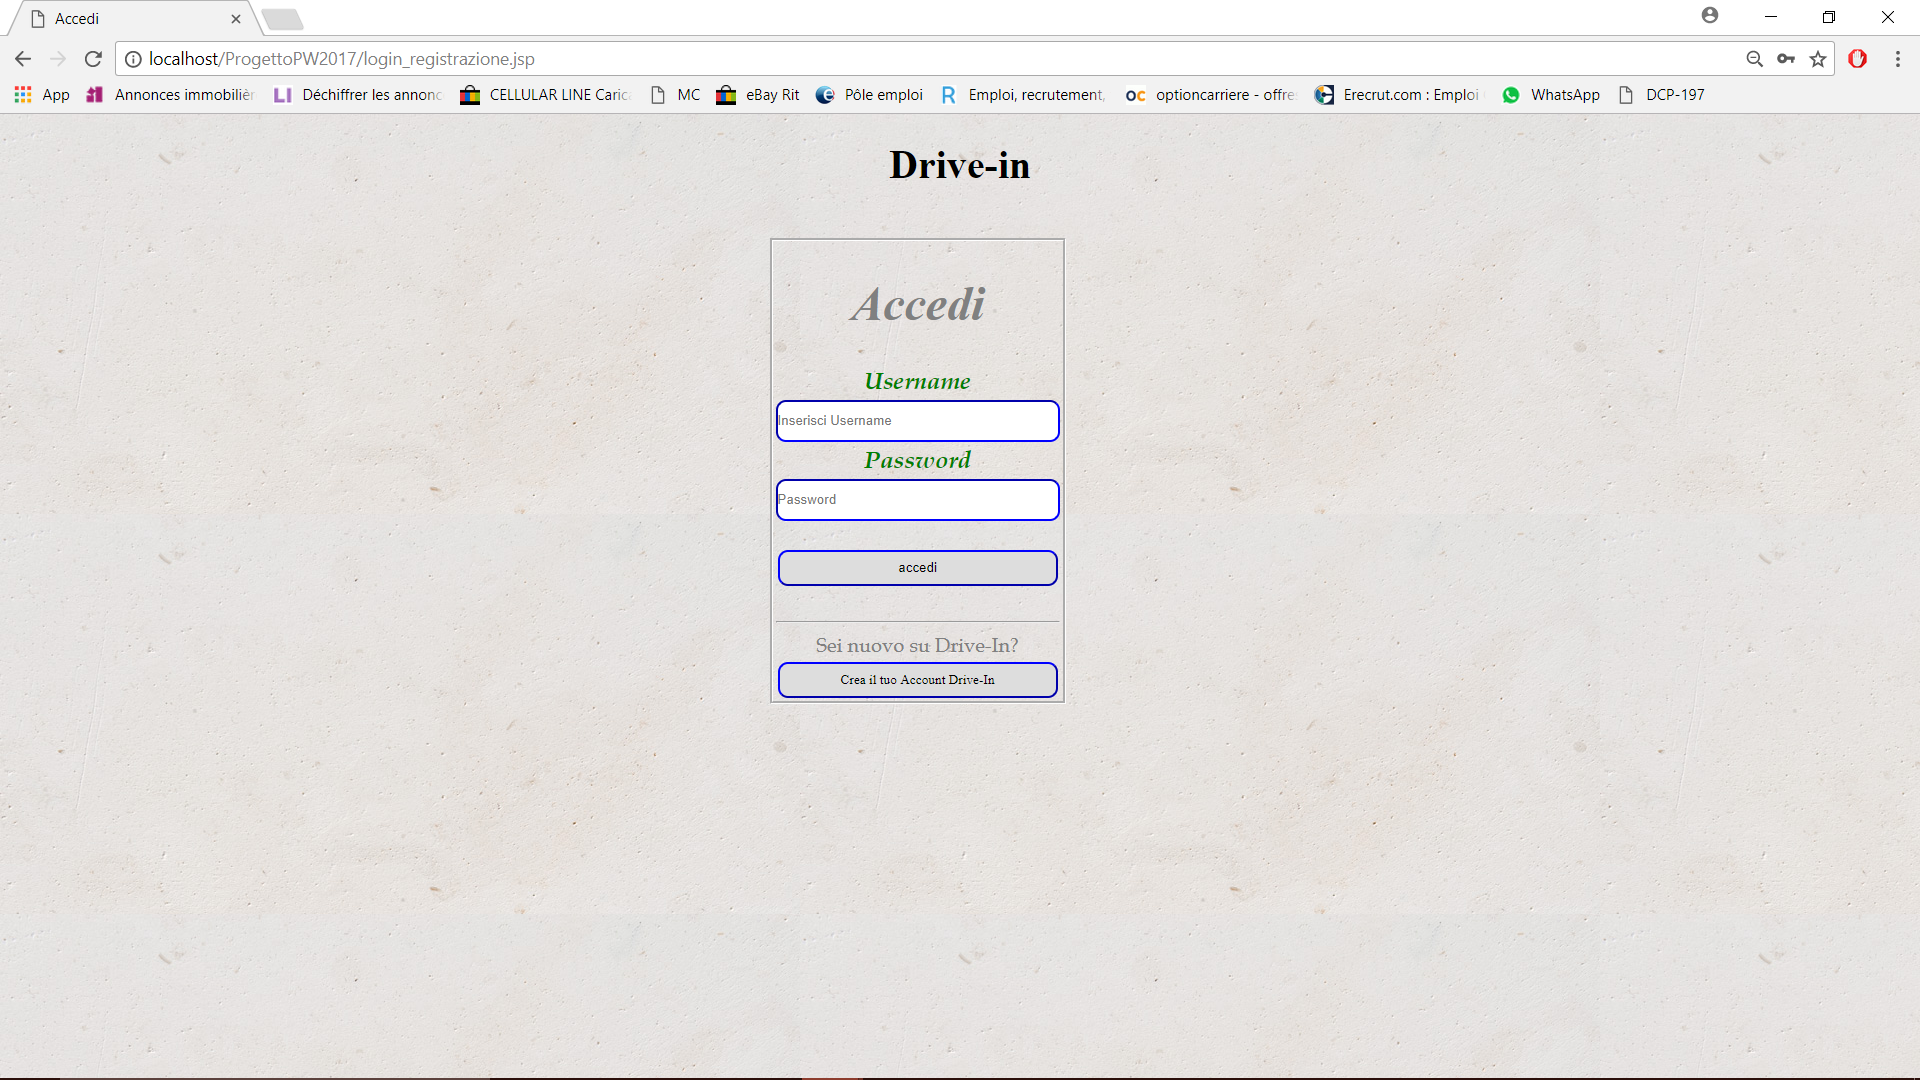 Accedi
localhost/ProgettoPW2017/login_registrazione.jsp
App Annonces immobilièr Déchiffrer les annonc CELLULAR LINE Carica MC eBay Rit Pôle emploi Emploi, recrutement, optioncarriere - offre Erecrut.com : Emploi WhatsApp DCP-197
Drive-in
Accedi
Username
Inserisci Username
Password
Password
accedi
Sei nuovo su Drive-In?
Crea il tuo Account Drive-In